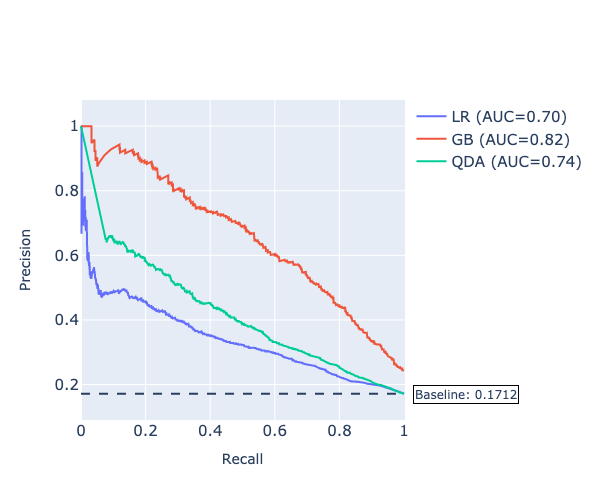 LR (AUC=0.70)
GB (AUC=0.82)
QDA (AUC=0.74)
Precision
1
0.8
0.6
0.4
0.2
Baseline: 0.1712
0 0.2 0.4 0.6 0.8 1
Recall